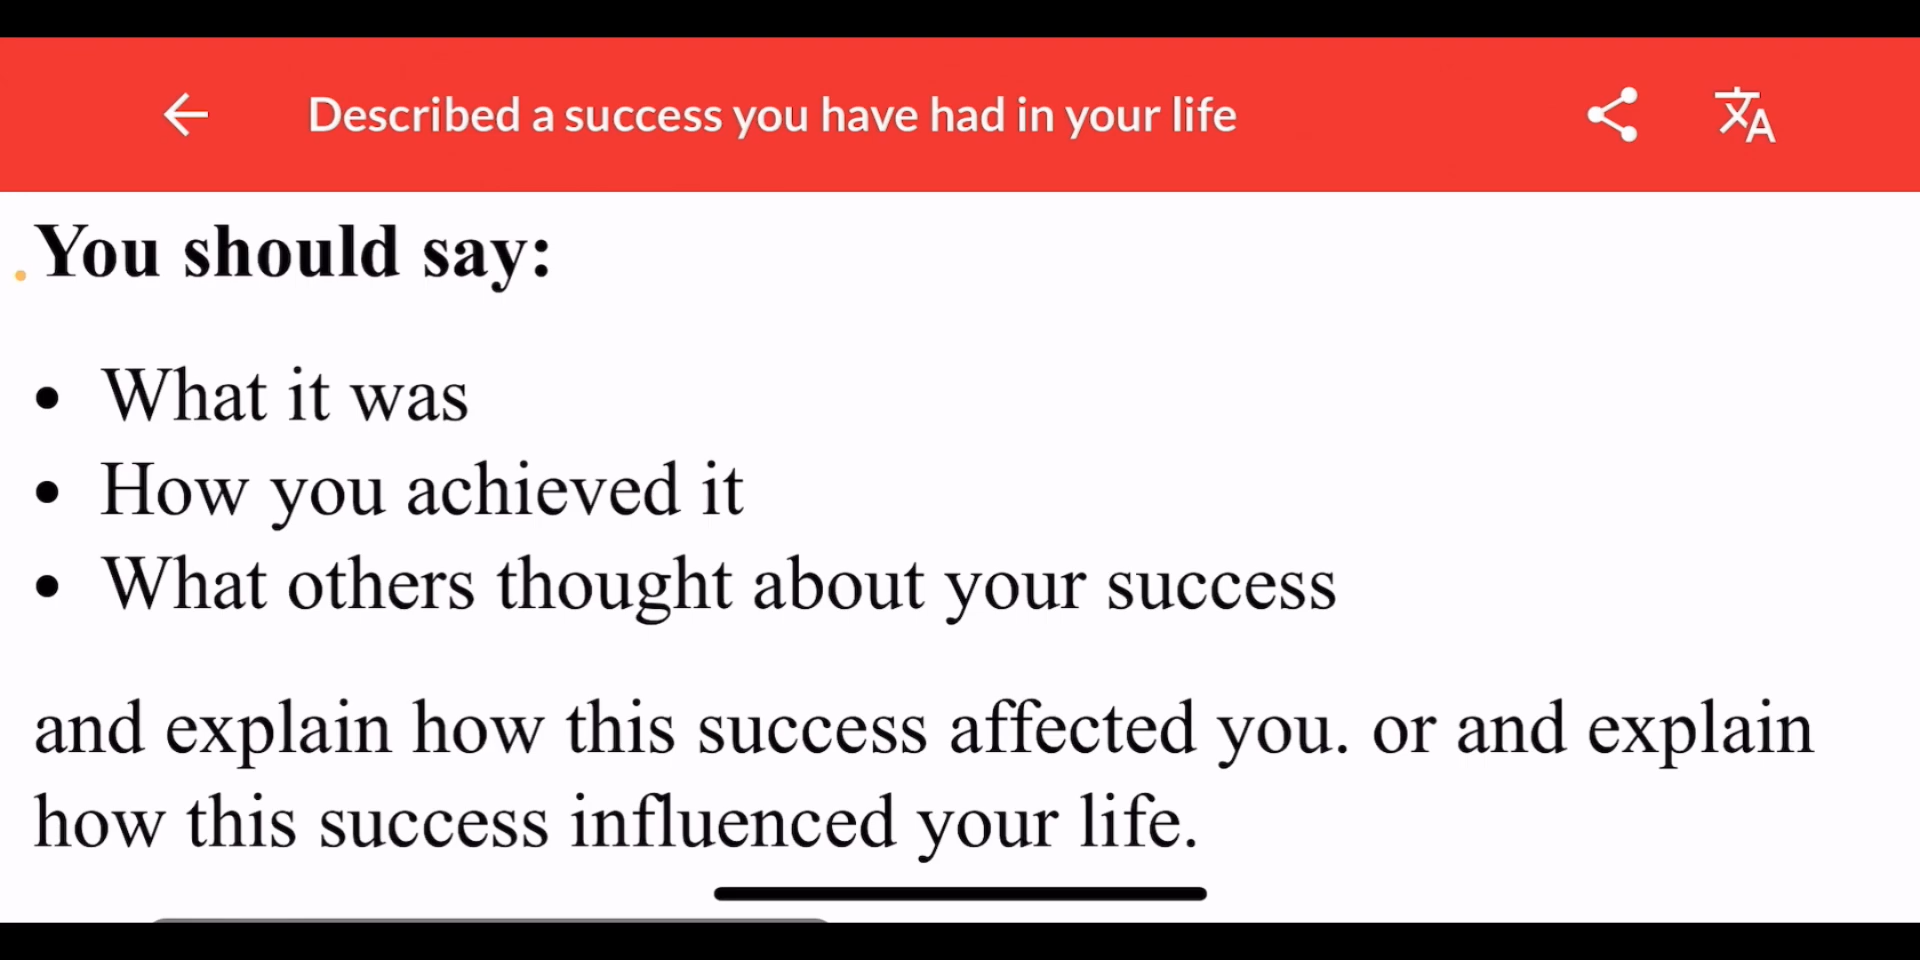 Described a success you have had in your life
You should say:
• What it was
• How you achieved it
• What others thought about your success
and explain how this success affected you. or and explain
how this success influenced your life.